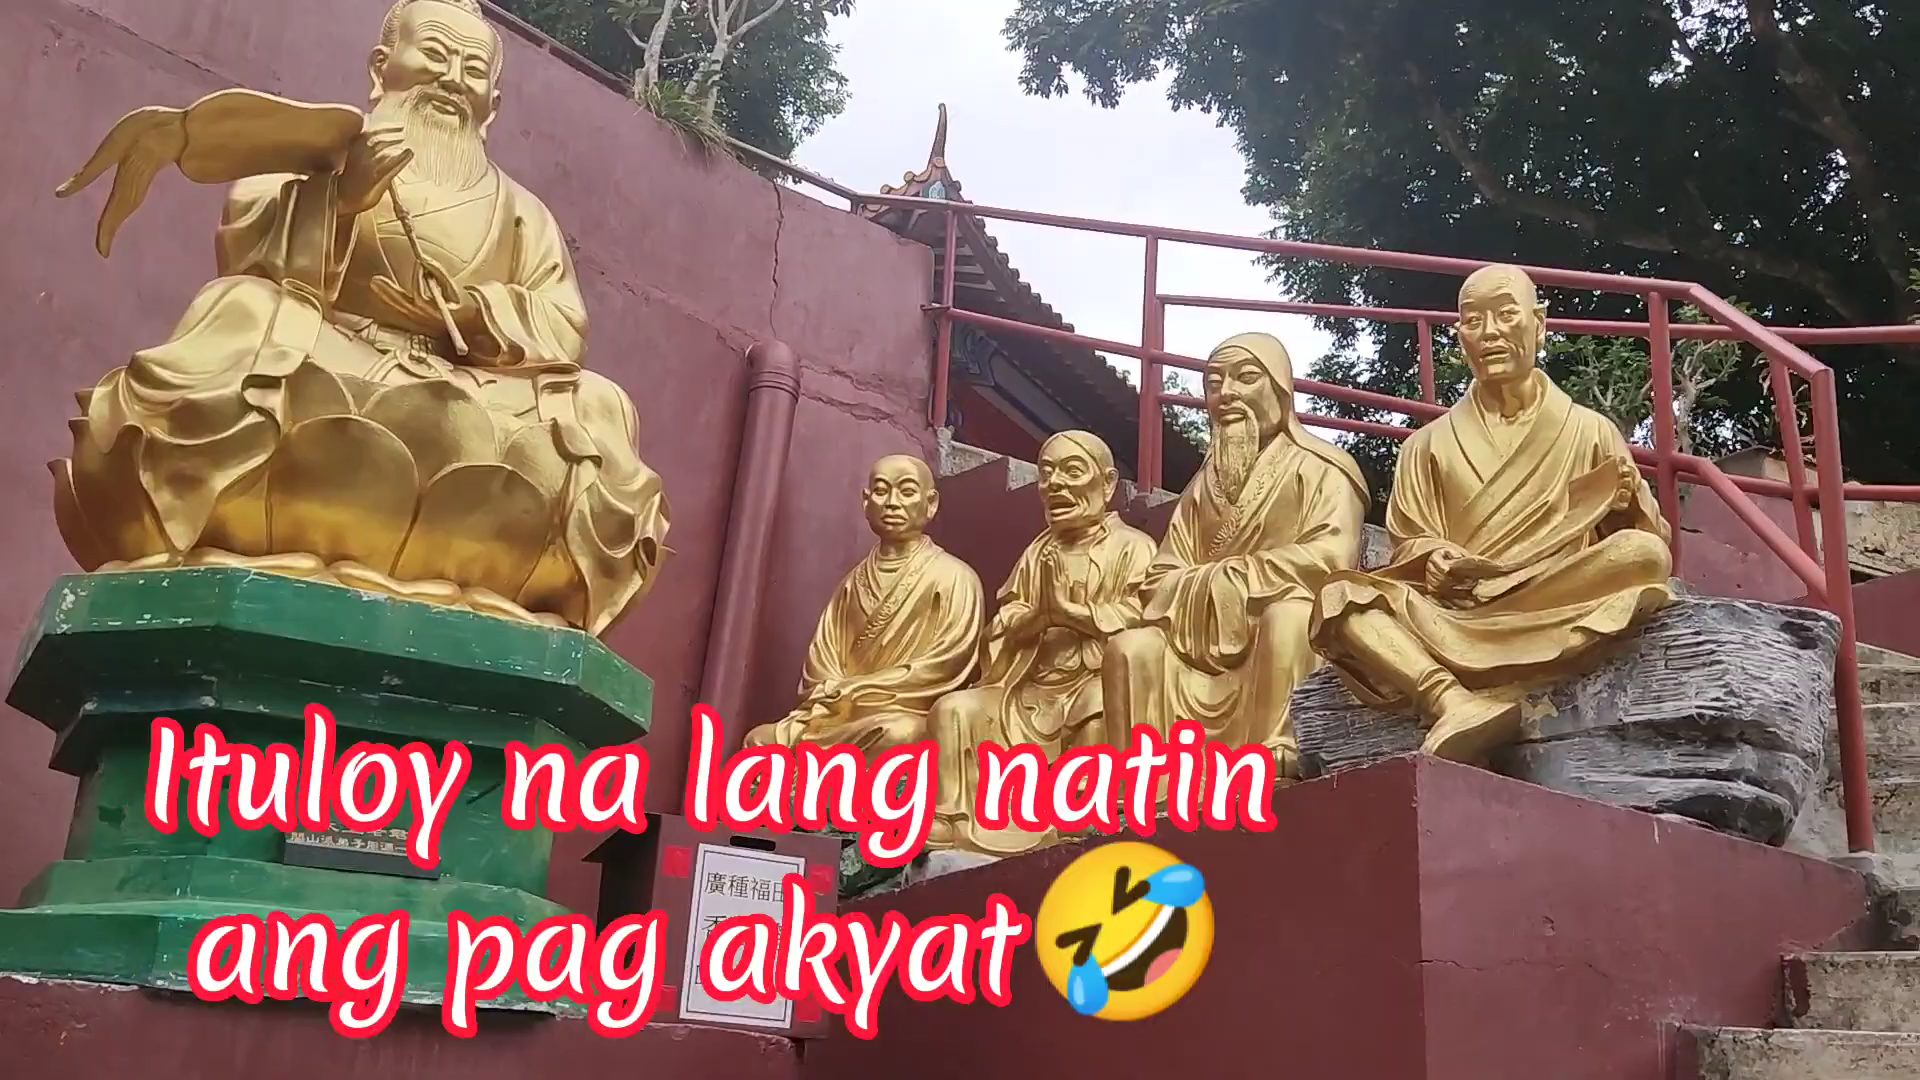 Ituloy na lang natin
ang pag akyat🤣
廣種福田